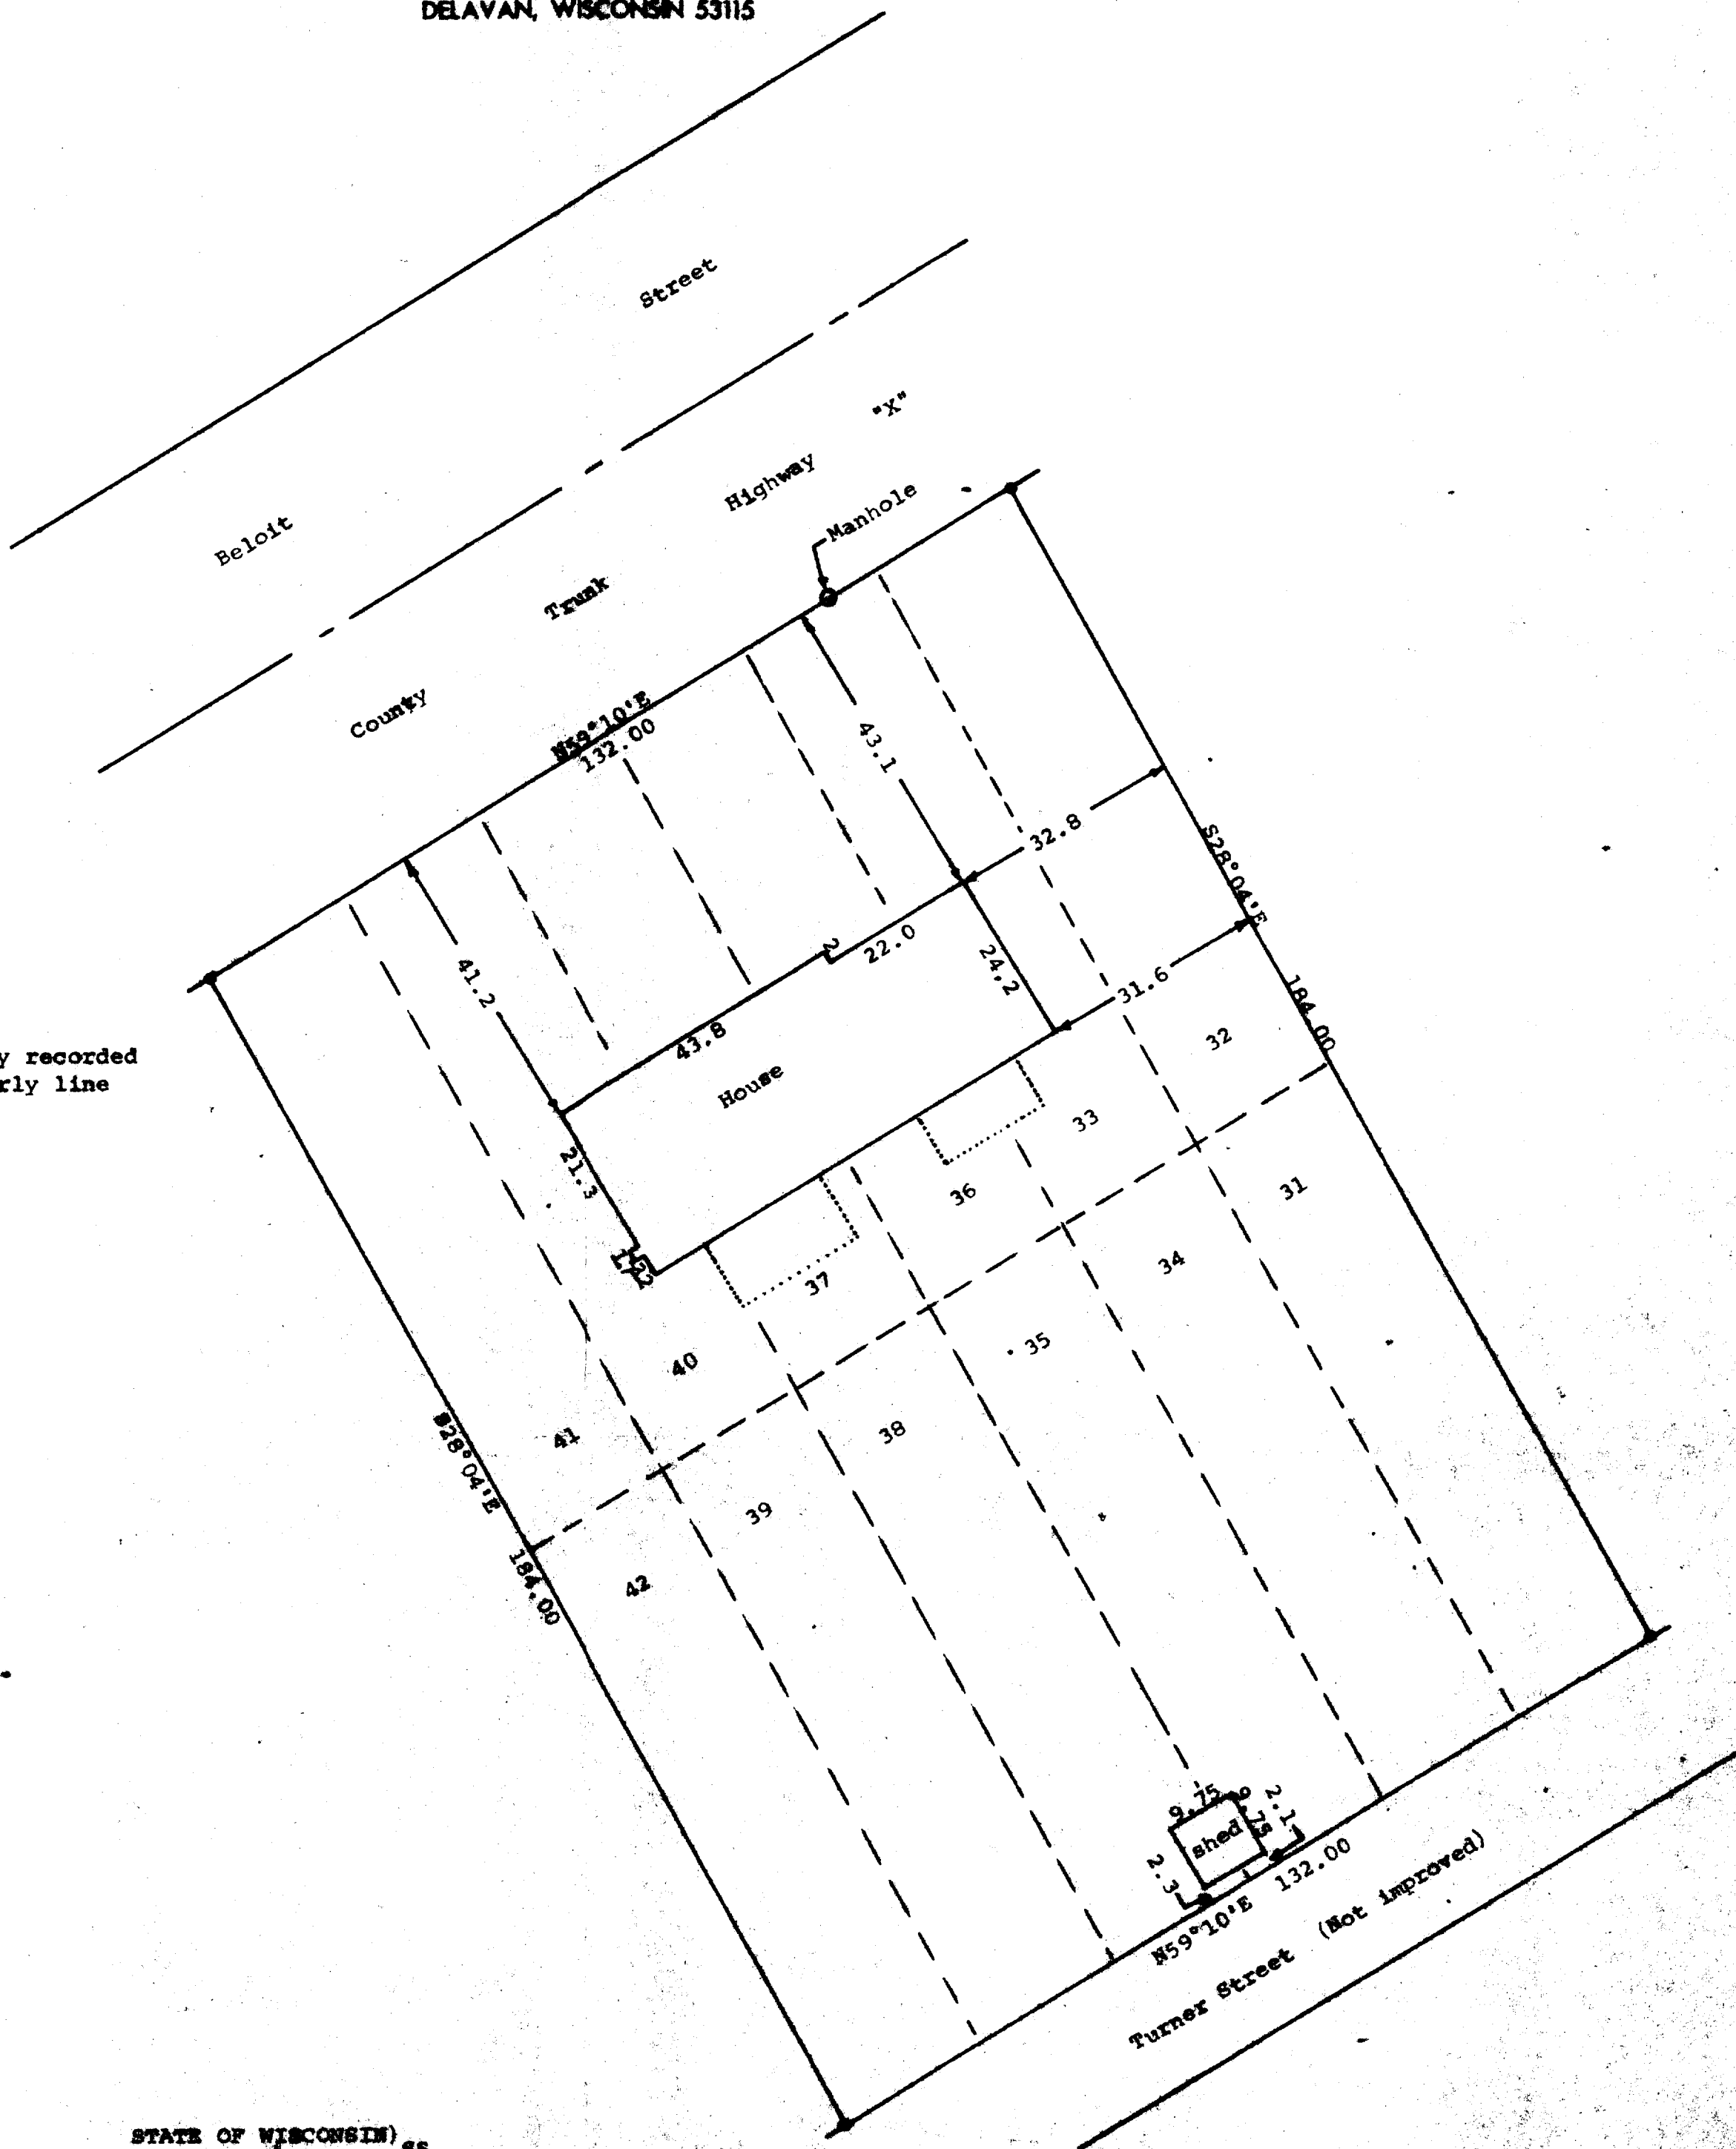 DELAVAN, WISCONSIN 53115
Street
"X"
Highway
Manhole
Beloit
Trunk
County
N59°10'E
132.00
43.1
32.8
S28°04'E
41.2
2
22.0
24.2
31.6
184.00
43.8
32
y recorded
rly line
House
33
21.3
36
31
37
34
40
35
41
38
S28°04'E
39
184.00
42
9.75
9.75
2.1
shed
2.3
132.00
N59°10'E
(Not improved)
Turner Street
STATE OF WISCONSIN)
ss